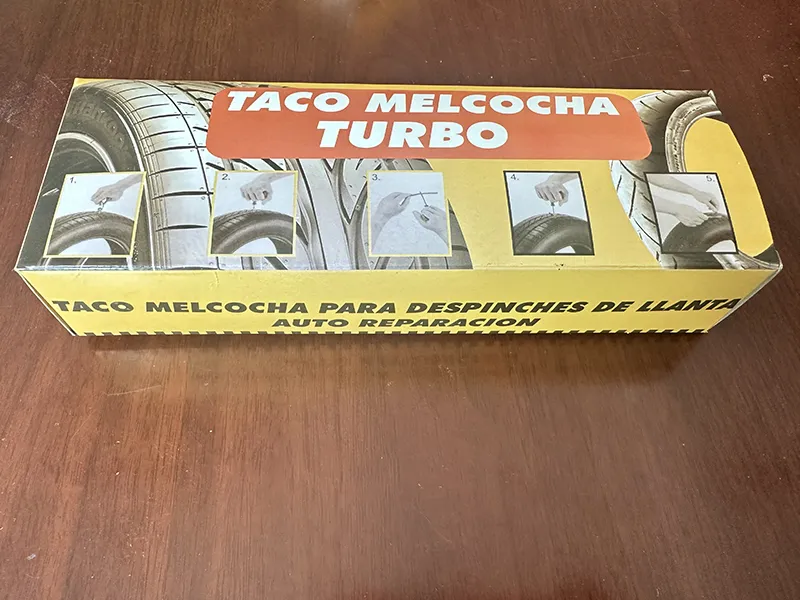 TACO MELCOCHA
TURBO
1.
2.
3.
4.
5.
TACO MELCOCHA PARA DESPINCHES DE LLANTA
AUTO REPARACION